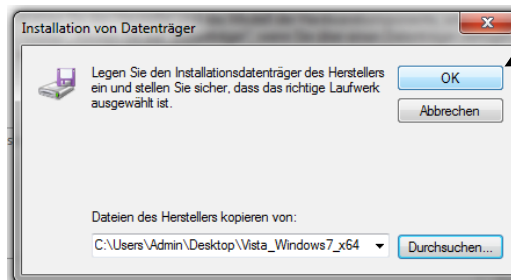 Installation von Datenträger
Legen Sie den Installationsdatenträger des Herstellers
ein und stellen Sie sicher, dass das richtige Laufwerk
ausgewählt ist.
OK
Abbrechen
Dateien des Herstellers kopieren von:
C:\Users\Admin\Desktop\Vista_Windows7_x64
Durchsuchen...